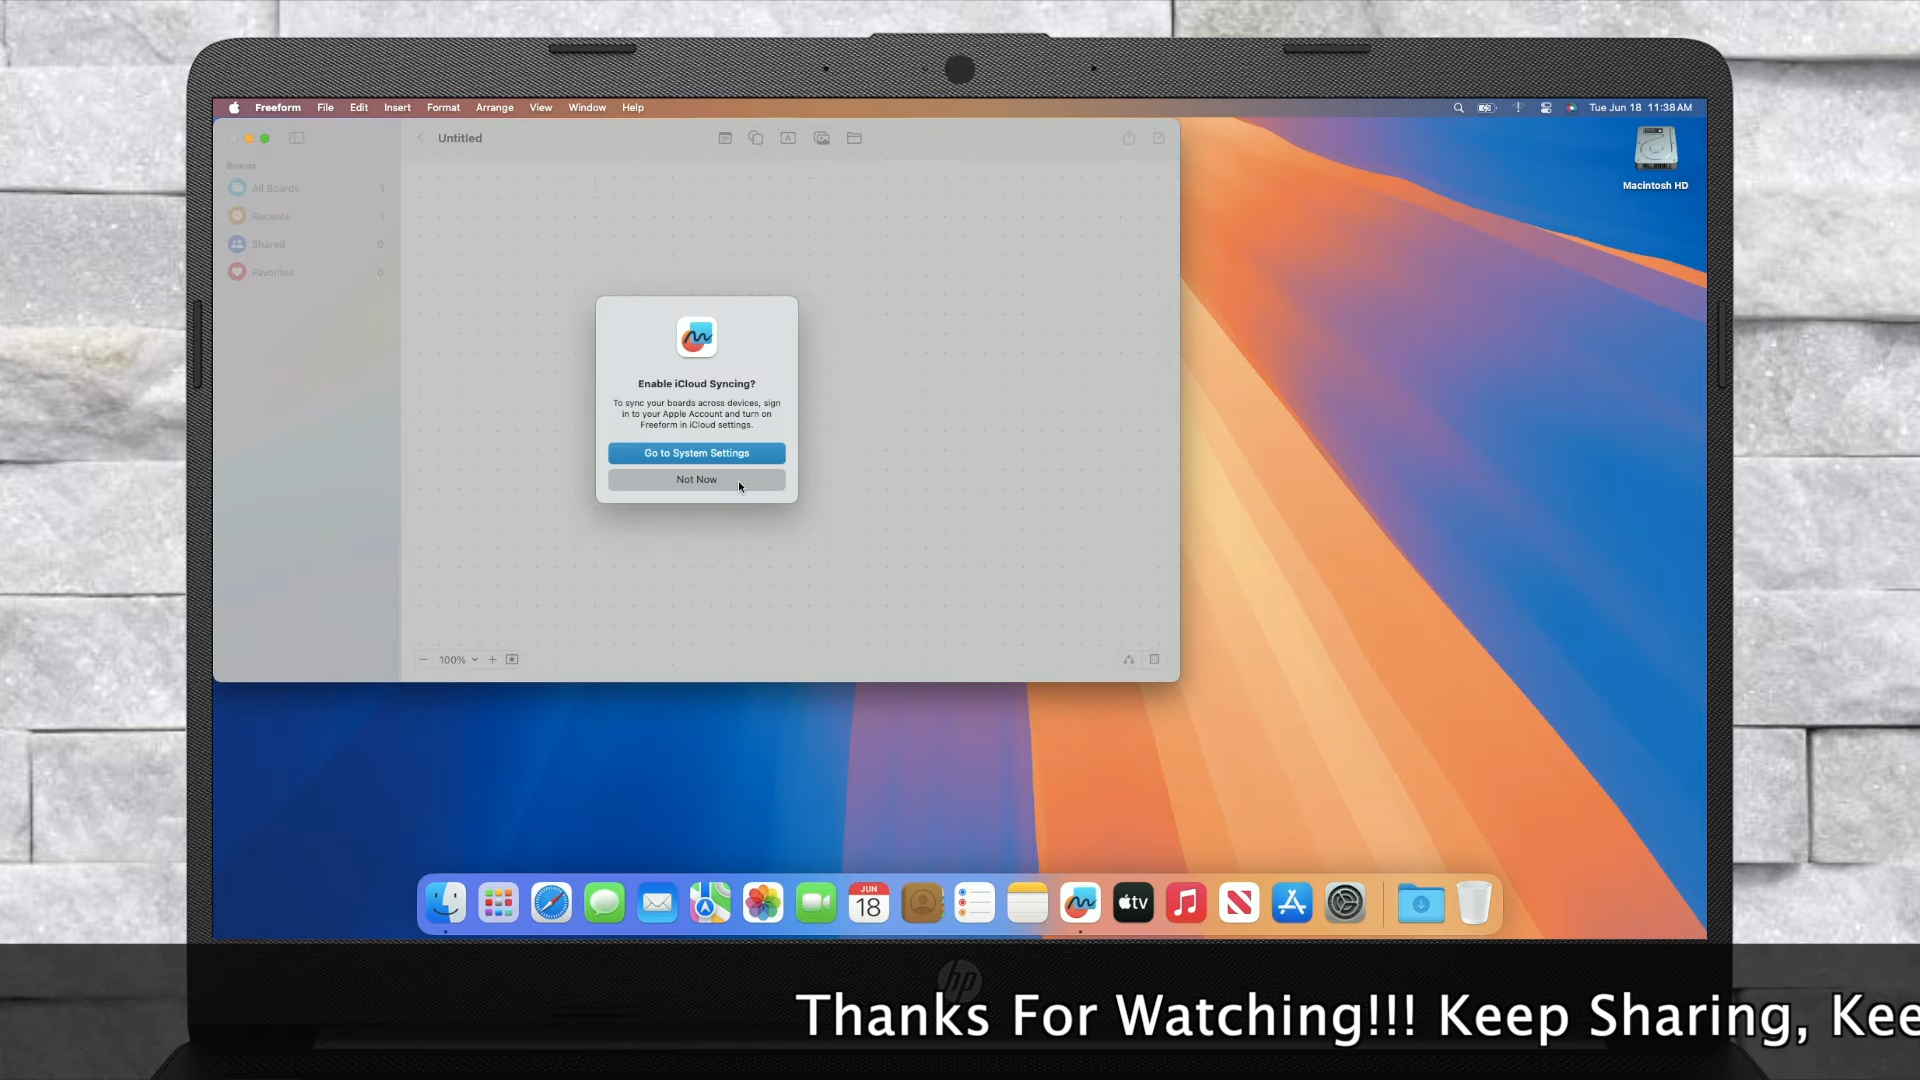 Freeform File Edit Insert Format Arrange View Window Help
Tue Jun 18 11:38 AM
Untitled
A
Boards
All Boards 1
Recents 1
Shared 0
Favorites 0
Macintosh HD
Enable iCloud Syncing?
To sync your boards across devices, sign
in to your Apple Account and turn on
Freeform in iCloud settings.
Go to System Settings
Not Now
100%
JUN
18
tv
hp
Thanks For Watching!!! Keep Sharing, Kee